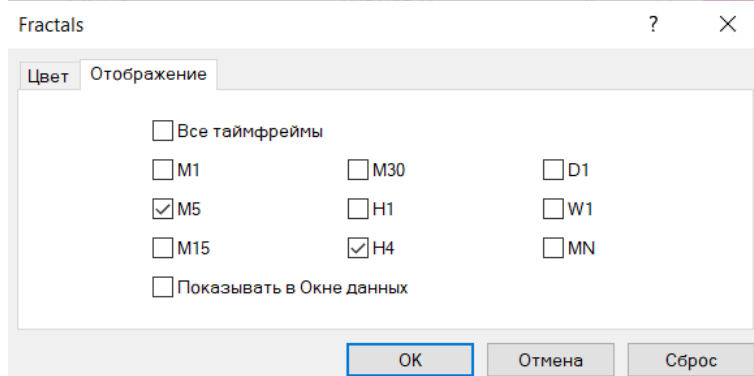 Fractals ?
Цвет Отображение
Все таймфреймы
M1 M30 D1
M5 H1 W1
M15 H4 MN
Показывать в Окне данных
OK Отмена Сброс